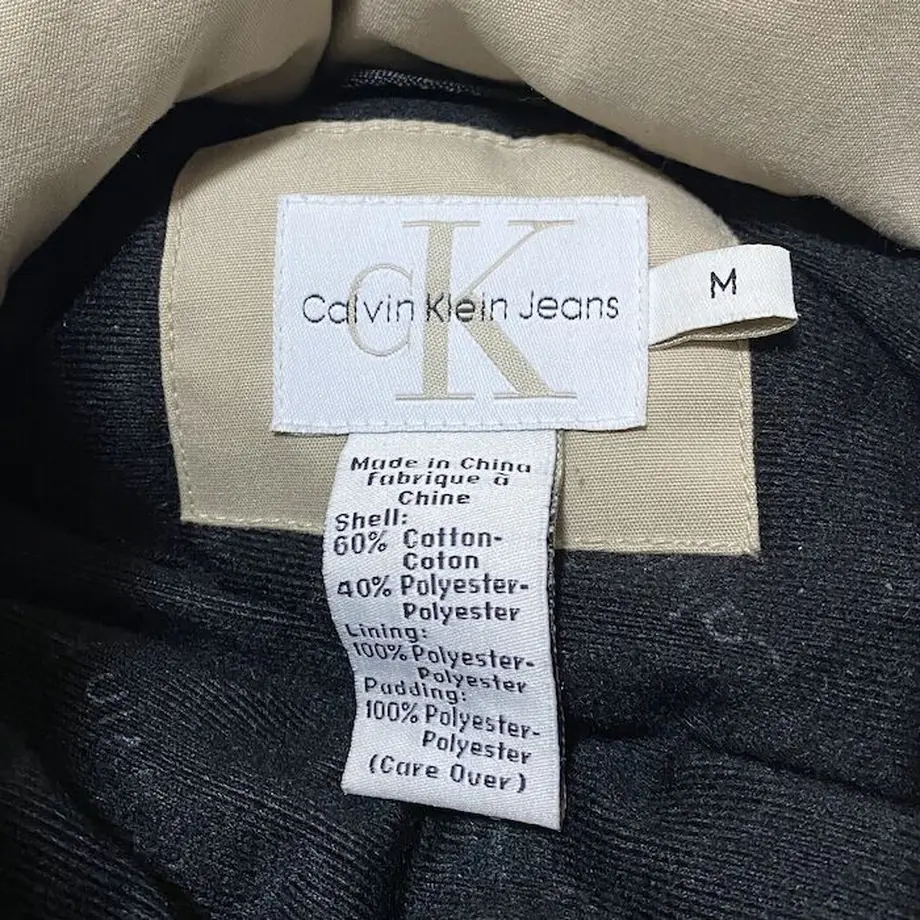 CK
Calvin Klein Jeans
M
Made in China
Fabrique à
Chine
Shell:
60% Cotton-
Coton
40% Polyester-
Polyester
Lining:
100% Polyester-
Polyester
Padding:
100% Polyester-
Polyester
(Care Over)